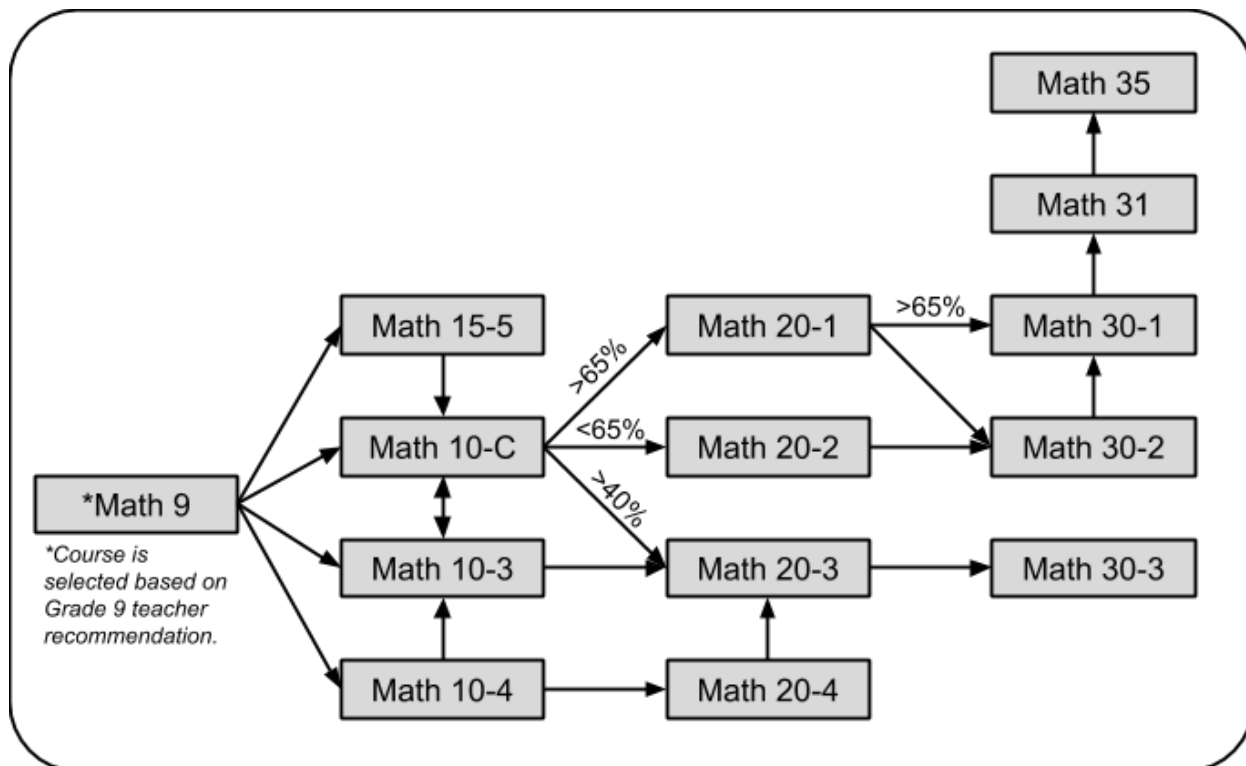 Math 35
Math 31
Math 15-5
Math 20-1
>65%
Math 30-1
>65%
Math 10-C
<65%
Math 20-2
Math 30-2
>40%
*Math 9
*Course is
selected based on
Grade 9 teacher
recommendation.
Math 10-3
Math 20-3
Math 30-3
Math 10-4
Math 20-4